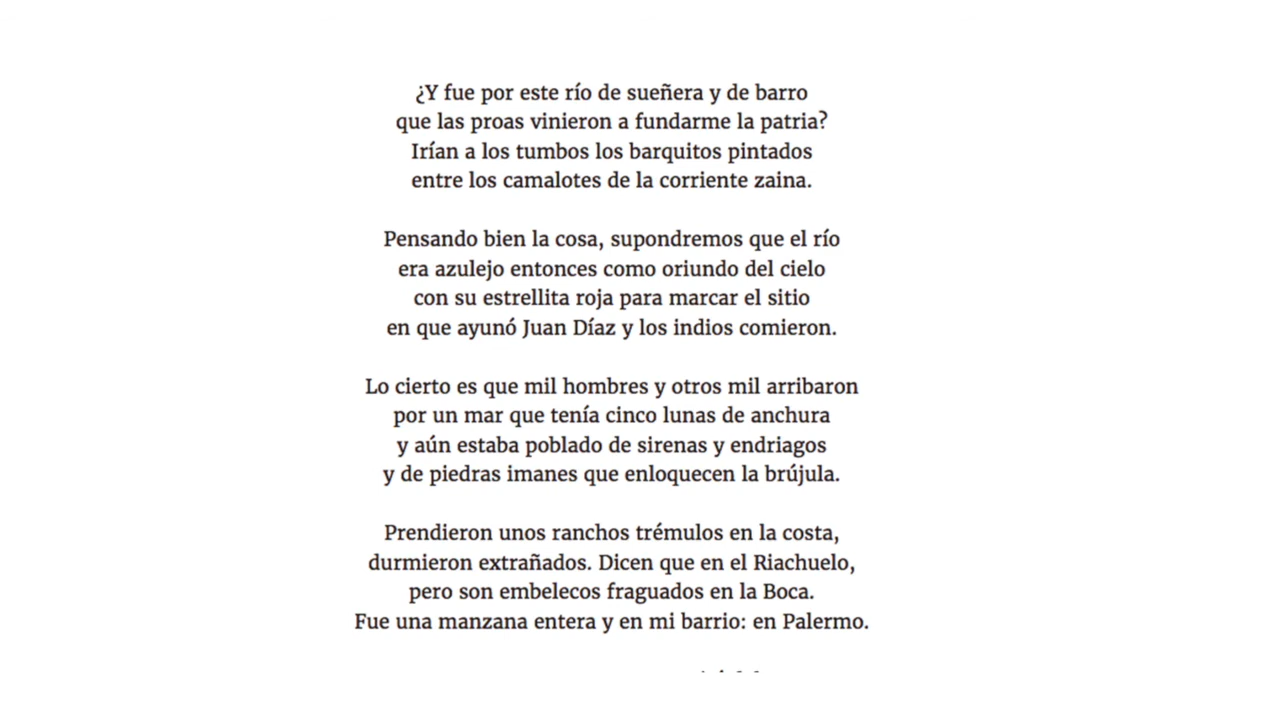 ¿Y fue por este río de sueñera y de barro
que las proas vinieron a fundarme la patria?
Irían a los tumbos los barquitos pintados
entre los camalotes de la corriente zaina.
Pensando bien la cosa, supondremos que el río
era azulejo entonces como oriundo del cielo
con su estrellita roja para marcar el sitio
en que ayunó Juan Díaz y los indios comieron.
Lo cierto es que mil hombres y otros mil arribaron
por un mar que tenía cinco lunas de anchura
y aún estaba poblado de sirenas y endriagos
y de piedras imanes que enloquecen la brújula.
Prendieron unos ranchos trémulos en la costa,
durmieron extrañados. Dicen que en el Riachuelo,
pero son embelecos fraguados en la Boca.
Fue una manzana entera y en mi barrio: en Palermo.